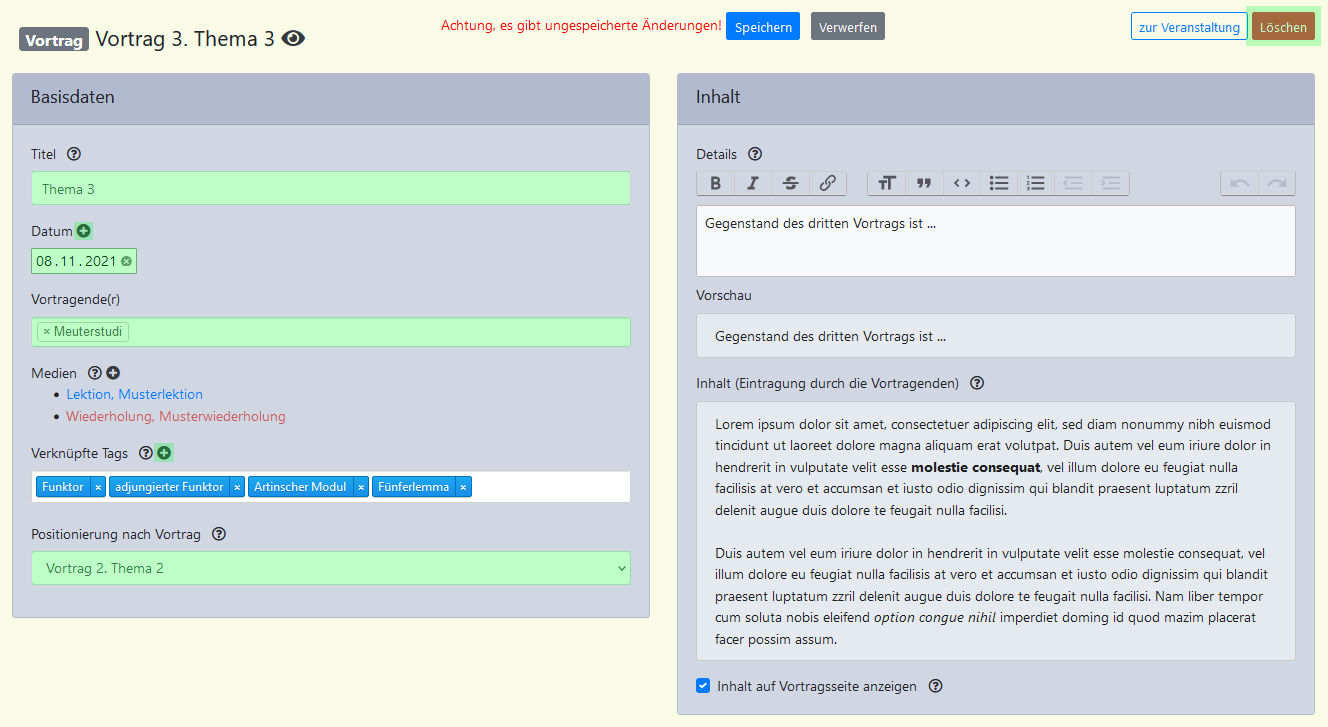 Vortrag Vortrag 3. Thema 3
Achtung, es gibt ungespeicherte Änderungen! Speichern Verwerfen
zur Veranstaltung Löschen
Basisdaten
Titel
Thema 3
Datum
08.11.2021
Vortragende(r)
× Meuterstudi
Medien
Lektion, Musterlektion
Wiederholung, Musterwiederholung
Verknüpfte Tags
Funktor × adjungierter Funktor × Artinscher Modul × Fünferlemma ×
Positionierung nach Vortrag
Vortrag 2. Thema 2
Inhalt
Details
Gegenstand des dritten Vortrags ist ...
Vorschau
Gegenstand des dritten Vortrags ist ...
Inhalt (Eintragung durch die Vortragenden)
Lorem ipsum dolor sit amet, consectetuer adipiscing elit, sed diam nonummy nibh euismod
tincidunt ut laoreet dolore magna aliquam erat volutpat. Duis autem vel eum iriure dolor in
hendrerit in vulputate velit esse molestie consequat, vel illum dolore eu feugiat nulla
facilisis at vero et accumsan et iusto odio dignissim qui blandit praesent luptatum zzril
delenit augue duis dolore te feugait nulla facilisi.
Duis autem vel eum iriure dolor in hendrerit in vulputate velit esse molestie consequat, vel
illum dolore eu feugiat nulla facilisis at vero et accumsan et iusto odio dignissim qui blandit
praesent luptatum zzril delenit augue duis dolore te feugait nulla facilisi. Nam liber tempor
cum soluta nobis eleifend option congue nihil imperdiet doming id quod mazim placerat
facer possim assum.
Inhalt auf Vortragsseite anzeigen